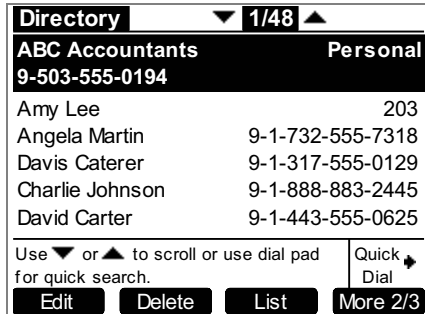 Directory ▼ 1/48 ▲
ABC Accountants Personal
9-503-555-0194
Amy Lee 203
Angela Martin 9-1-732-555-7318
Davis Caterer 9-1-317-555-0129
Charlie Johnson 9-1-888-883-2445
David Carter 9-1-443-555-0625
Use ▼ or ▲ to scroll or use dial pad
for quick search.
Quick
Dial
Edit Delete List More 2/3